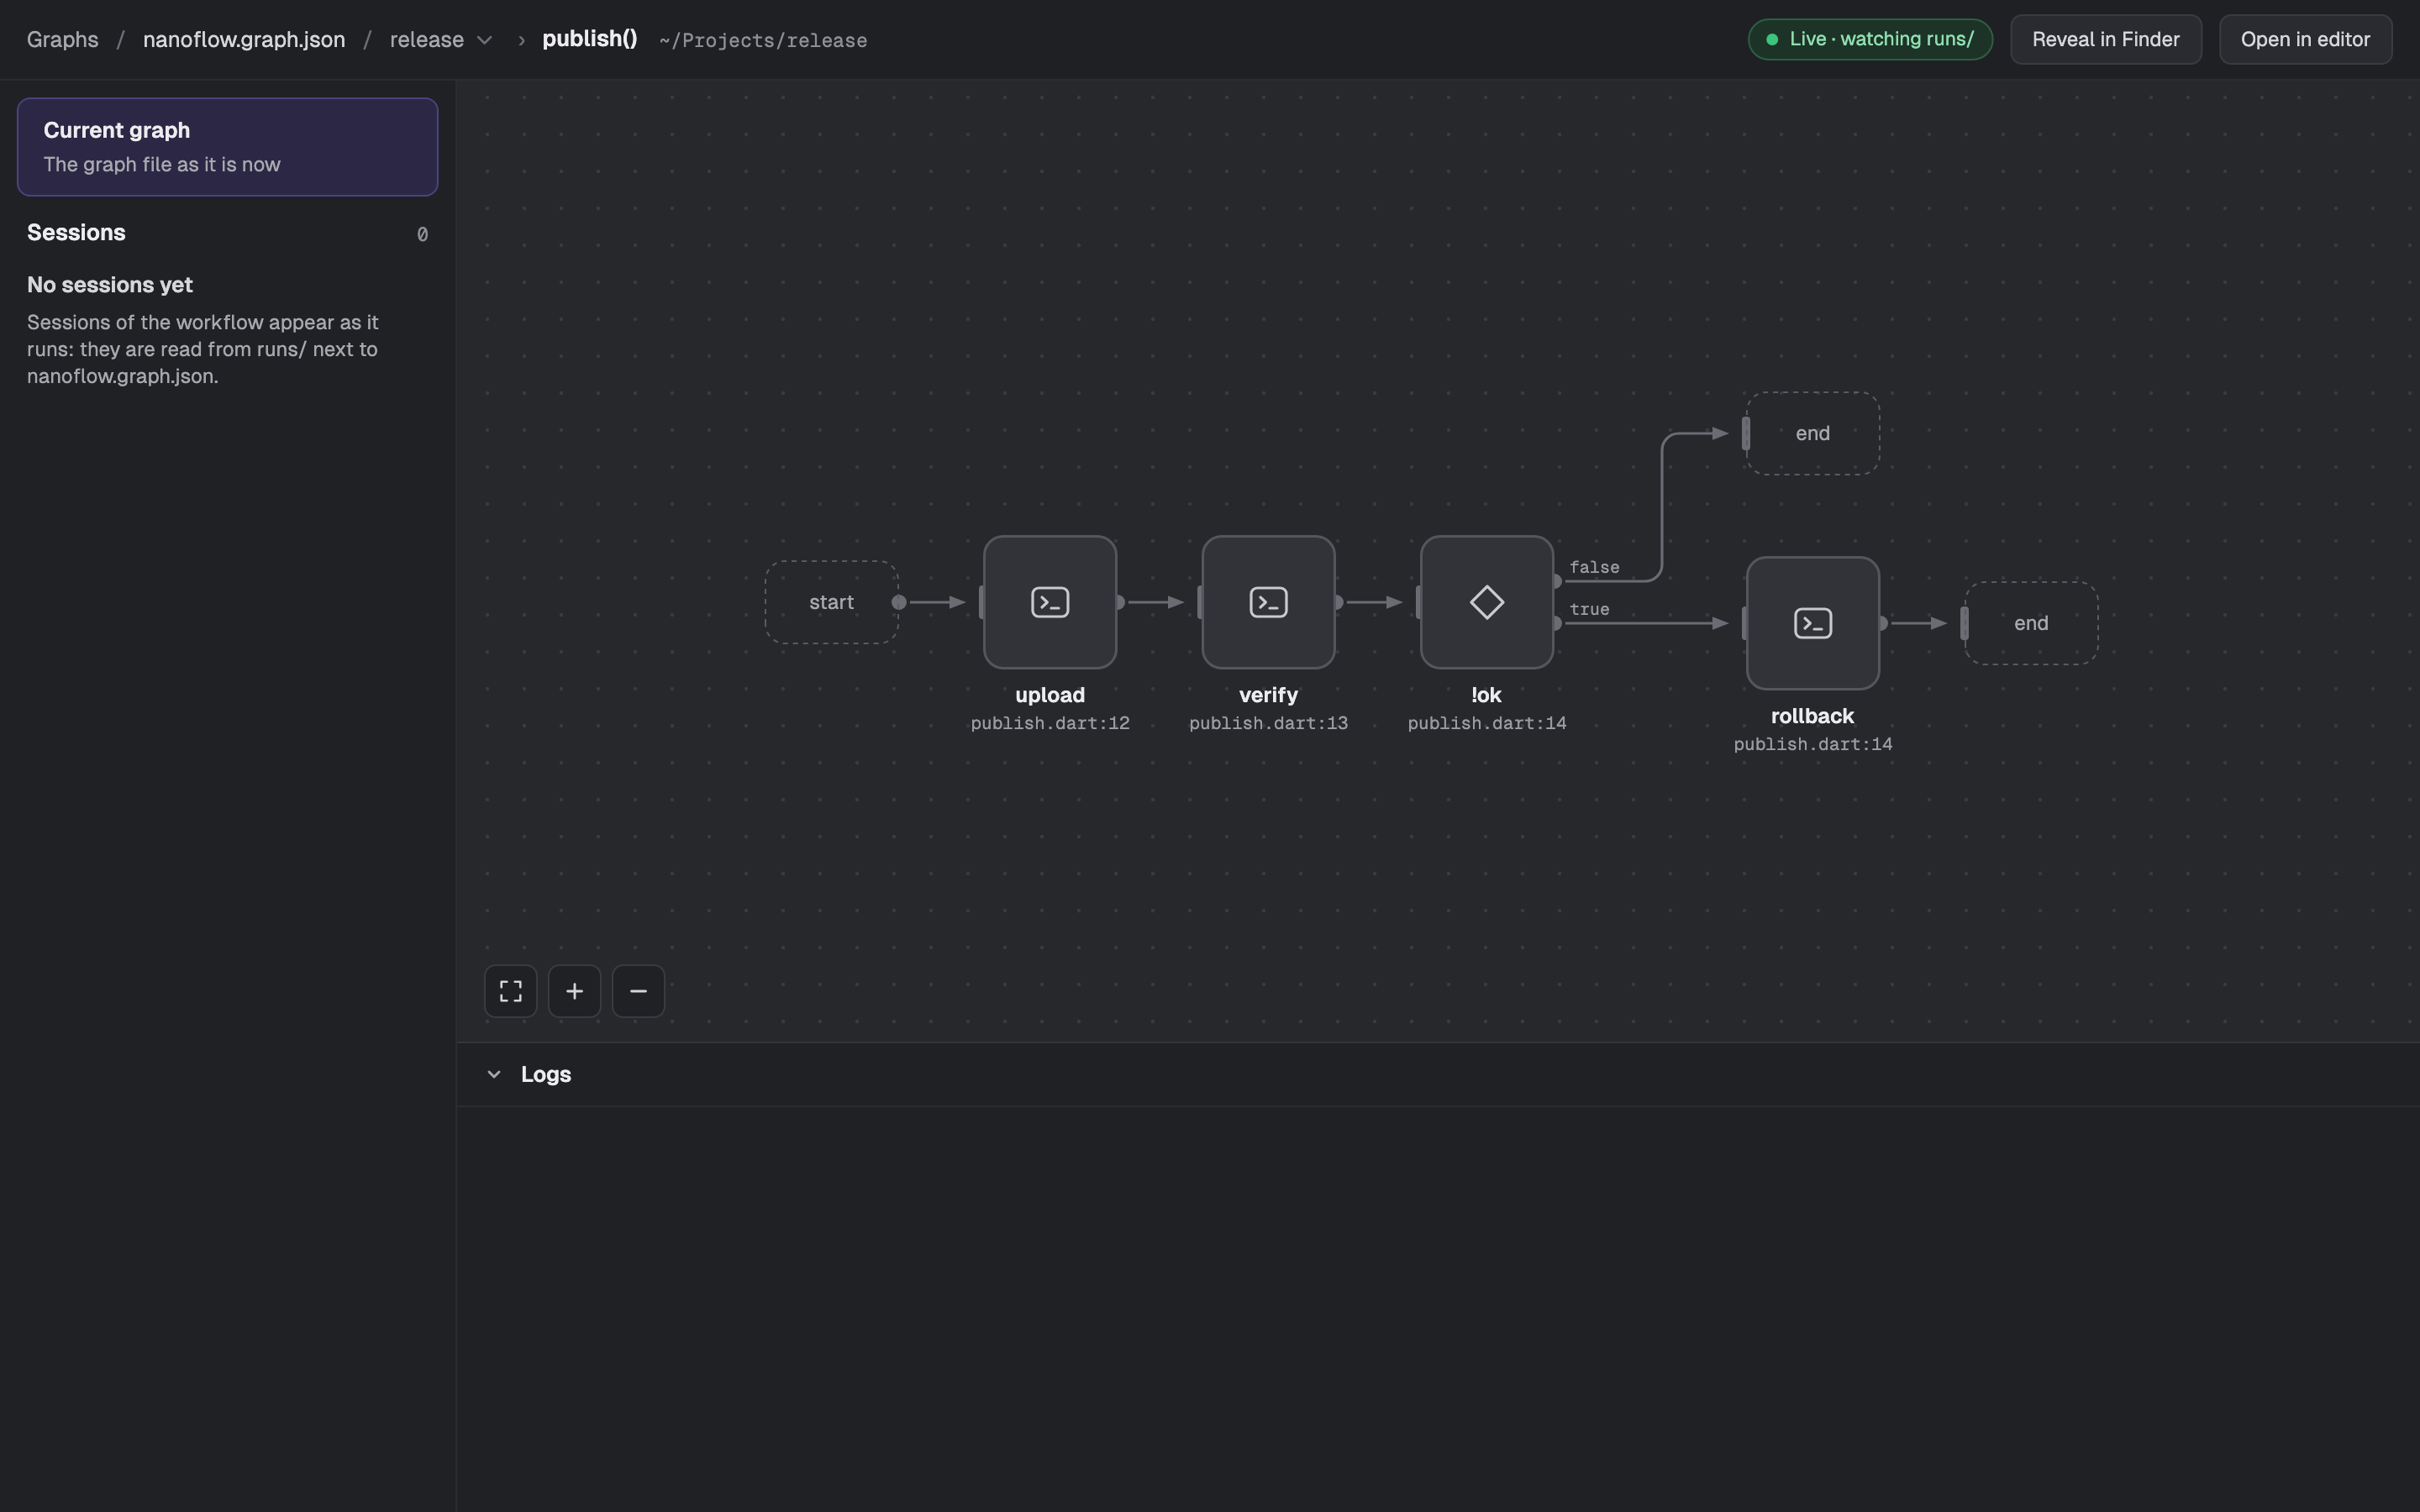 Graphs / nanoflow.graph.json / release › publish() ~/Projects/release
Live · watching runs/
Reveal in Finder
Open in editor
Current graph
The graph file as it is now
Sessions 0
No sessions yet
Sessions of the workflow appear as it
runs: they are read from runs/ next to
nanoflow.graph.json.
end
false
true
start
end
upload
publish.dart:12
verify
publish.dart:13
!ok
publish.dart:14
rollback
publish.dart:14
Logs